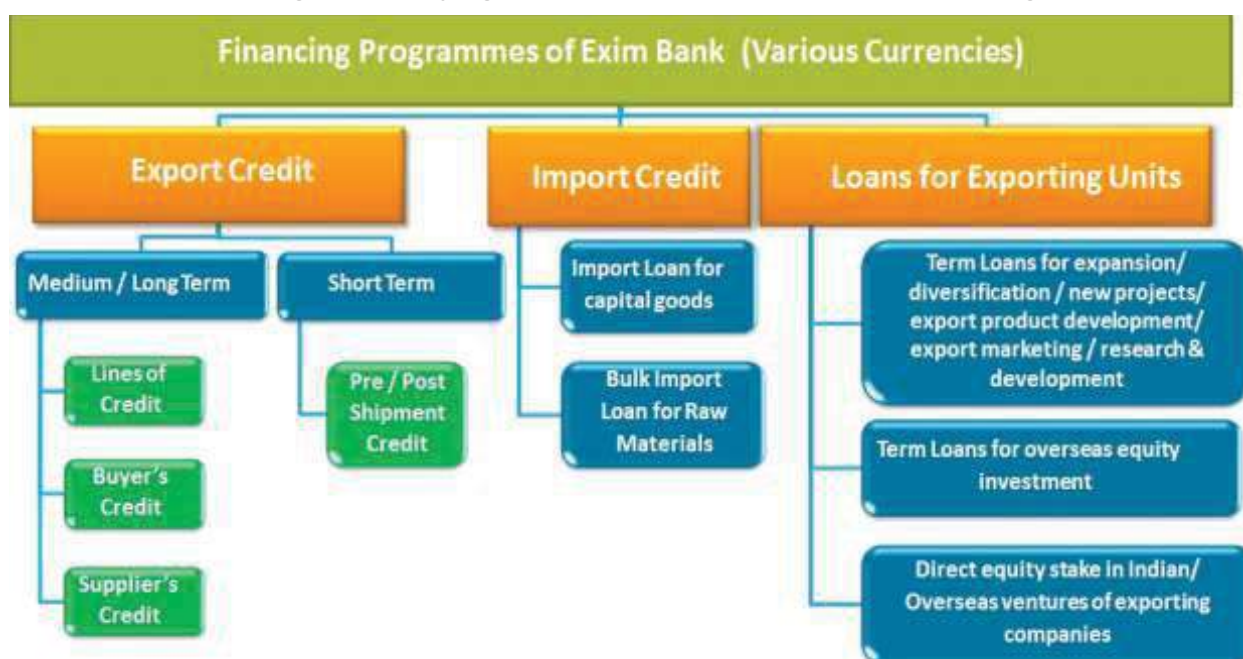 Financing Programmes of Exim Bank (Various Currencies)
Export Credit
Import Credit
Loans for Exporting Units
Medium / Long Term
Short Term
Lines of
Credit
Buyer's
Credit
Supplier's
Credit
Pre / Post
Shipment
Credit
Import Loan for
capital goods
Bulk Import
Loan for Raw
Materials
Term Loans for expansion/
diversification / new projects/
export product development/
export marketing / research &
development
Term Loans for overseas equity
investment
Direct equity stake in Indian/
Overseas ventures of exporting
companies